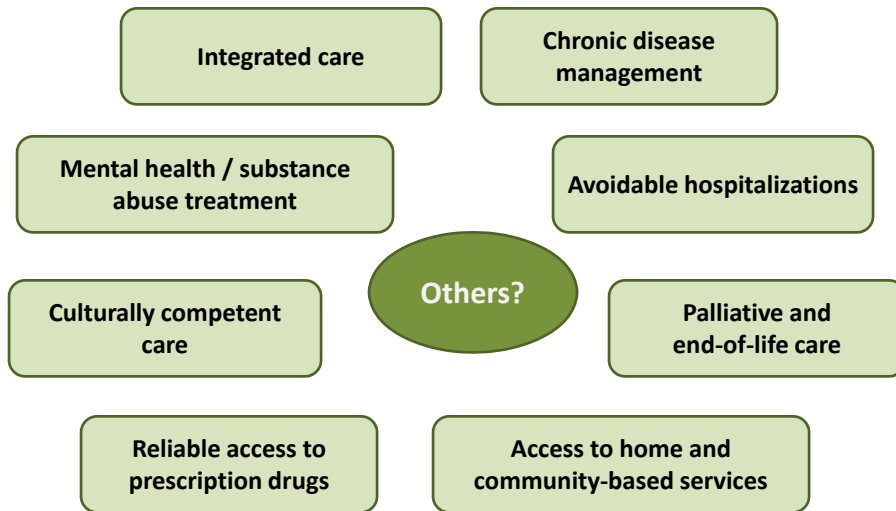 Integrated care
Chronic disease
management
Mental health / substance
abuse treatment
Avoidable hospitalizations
Others?
Culturally competent
care
Palliative and
end-of-life care
Reliable access to
prescription drugs
Access to home and
community-based services